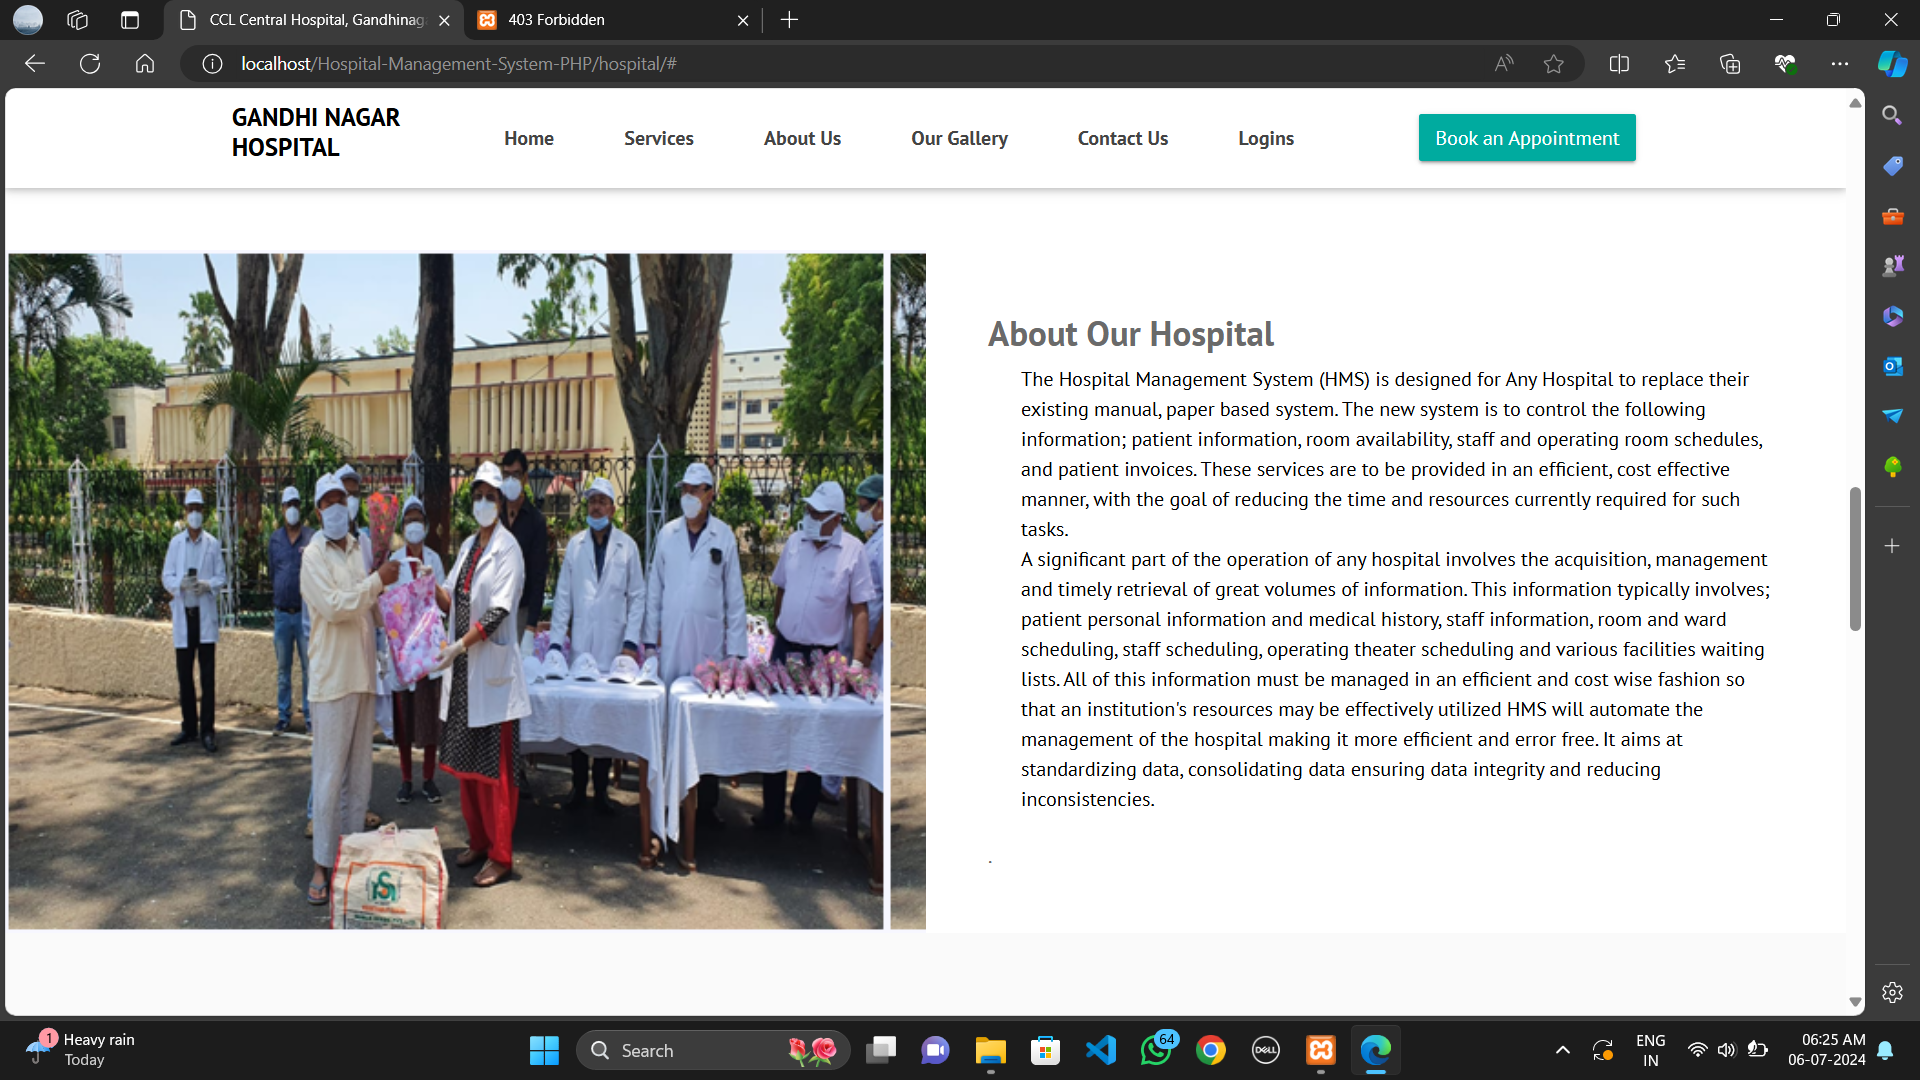 CCL Central Hospital, Gandhinag
403 Forbidden
localhost/Hospital-Management-System-PHP/hospital/#
GANDHI NAGAR
HOSPITAL
Home
Services
About Us
Our Gallery
Contact Us
Logins
Book an Appointment
About Our Hospital
The Hospital Management System (HMS) is designed for Any Hospital to replace their
existing manual, paper based system. The new system is to control the following
information; patient information, room availability, staff and operating room schedules,
and patient invoices. These services are to be provided in an efficient, cost effective
manner, with the goal of reducing the time and resources currently required for such
tasks.
A significant part of the operation of any hospital involves the acquisition, management
and timely retrieval of great volumes of information. This information typically involves;
patient personal information and medical history, staff information, room and ward
scheduling, staff scheduling, operating theater scheduling and various facilities waiting
lists. All of this information must be managed in an efficient and cost wise fashion so
that an institution's resources may be effectively utilized HMS will automate the
management of the hospital making it more efficient and error free. It aims at
standardizing data, consolidating data ensuring data integrity and reducing
inconsistencies.
.
1
Heavy rain
Today
Search
64
DELL
ENG
IN
06:25 AM
06-07-2024